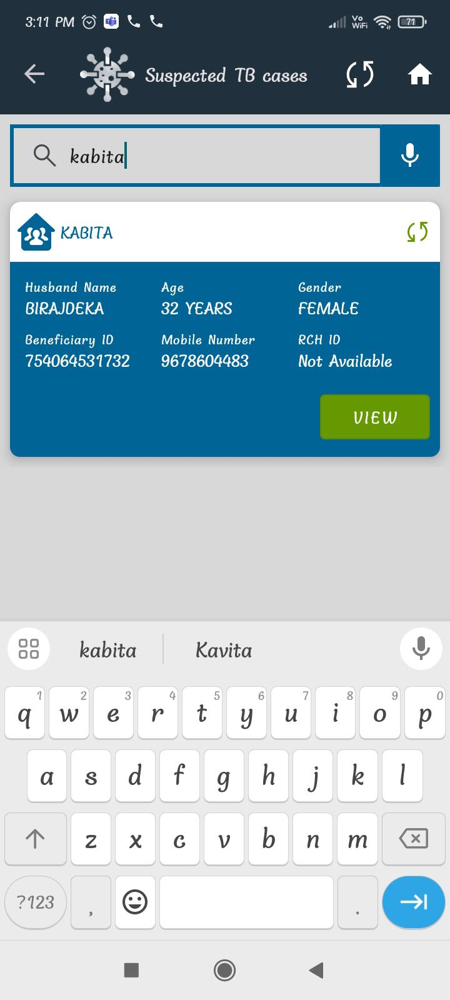 3:11 PM Vo WiFi 71
Suspected TB cases
kabita
KABITA
Husband Name Age Gender
BIRAJDEKA 32 YEARS FEMALE
Beneficiary ID Mobile Number RCH ID
754064531732 9678604483 Not Available
VIEW
kabita Kavita
1 2 3 4 5 6 7 8 9 0
q w e r t y u i o p
a s d f g h j k l
z x c v b n m
?123 , .